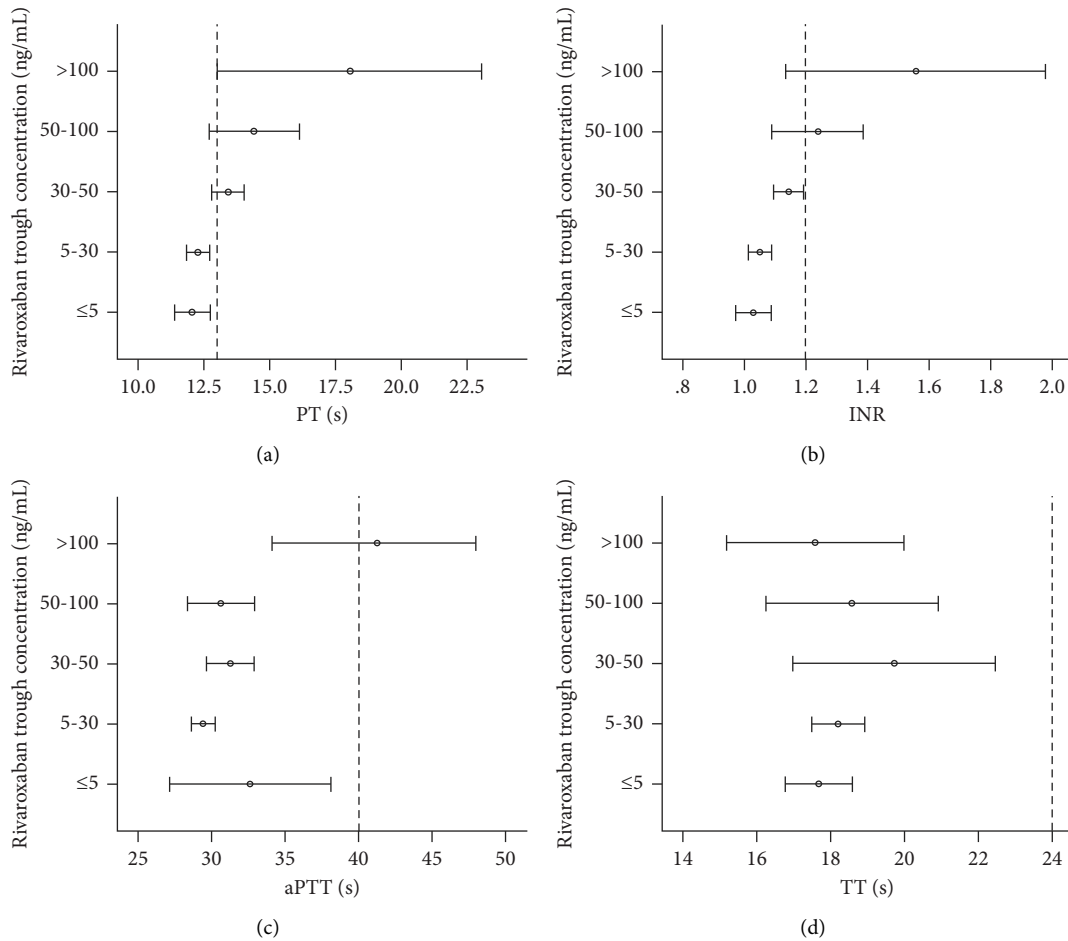 Rivaroxaban trough concentration (ng/mL)
>100
50-100
30-50
5-30
≤5
10.0 12.5 15.0 17.5 20.0 22.5
PT (s)
(a)
Rivaroxaban trough concentration (ng/mL)
>100
50-100
30-50
5-30
≤5
.8 1.0 1.2 1.4 1.6 1.8 2.0
INR
(b)
Rivaroxaban trough concentration (ng/mL)
>100
50-100
30-50
5-30
≤5
25 30 35 40 45 50
aPTT (s)
(c)
Rivaroxaban trough concentration (ng/mL)
>100
50-100
30-50
5-30
≤5
14 16 18 20 22 24
TT (s)
(d)